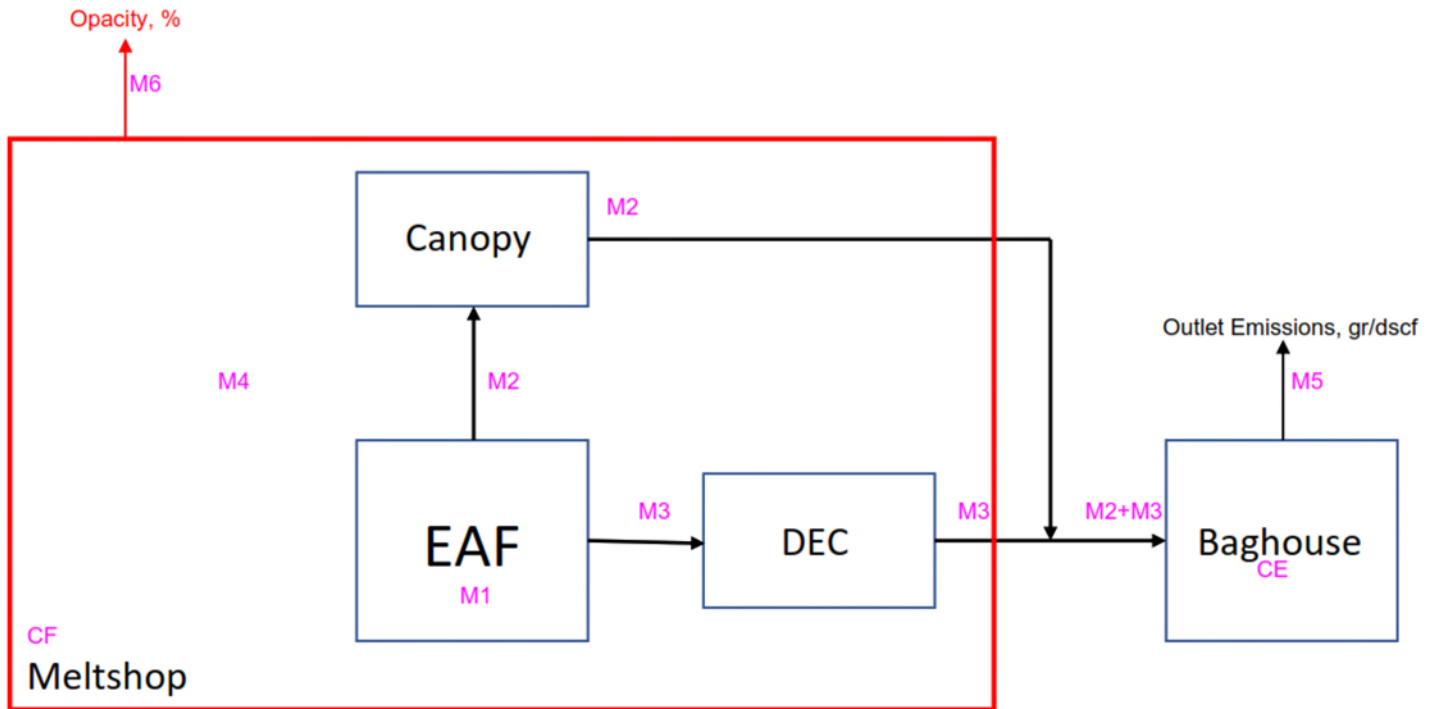 Opacity, %
M6
Canopy
M2
Outlet Emissions, gr/dscf
M4
M2
M5
EAF
M1
M3
DEC
M3
M2+M3
Baghouse
CE
CF
Meltshop